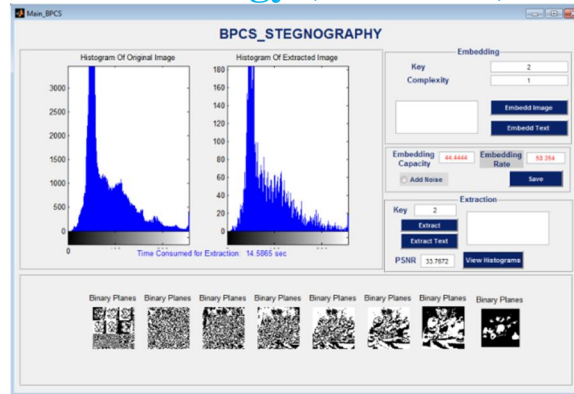 Main_BPCS
BPCS_STEGNOGRAPHY
Histogram Of Original Image
Histogram Of Extracted Image
3000
2500
2000
1500
1000
500
0
0
180
160
140
120
100
80
60
40
20
0
0
Time Consumed for Extraction: 14.5865 sec
Embedding
Key 2
Complexity 1
Embedd Image
Embedd Text
Embedding Capacity 44.4444
Embedding Rate 53.354
Add Noise
Save
Extraction
Key 2
Extract
Extract Text
PSNR 33.7672
View Histograms
Binary Planes Binary Planes Binary Planes Binary Planes Binary Planes Binary Planes Binary Planes Binary Planes